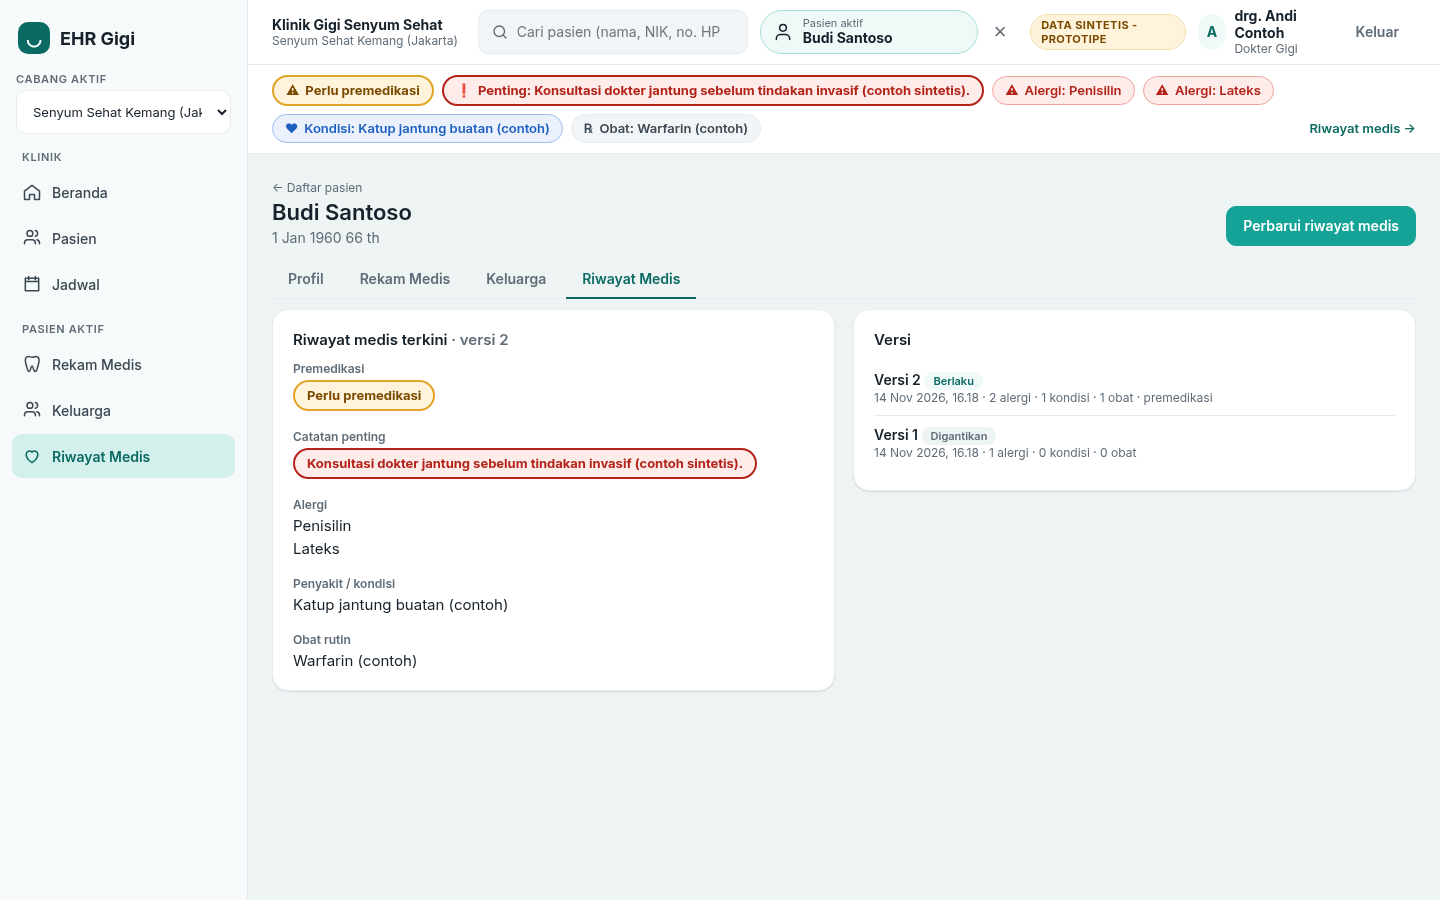 EHR Gigi
CABANG AKTIF
Senyum Sehat Kemang (Jak
KLINIK
Beranda
Pasien
Jadwal
PASIEN AKTIF
Rekam Medis
Keluarga
Riwayat Medis
Klinik Gigi Senyum Sehat
Senyum Sehat Kemang (Jakarta)
Cari pasien (nama, NIK, no. HP
Pasien aktif
Budi Santoso
×
DATA SINTETIS -
PROTOTIPE
A
drg. Andi
Contoh
Dokter Gigi
Keluar
⚠ Perlu premedikasi
❗ Penting: Konsultasi dokter jantung sebelum tindakan invasif (contoh sintetis).
⚠ Alergi: Penisilin
⚠ Alergi: Lateks
♥ Kondisi: Katup jantung buatan (contoh)
℞ Obat: Warfarin (contoh)
Riwayat medis →
← Daftar pasien
Budi Santoso
1 Jan 1960 66 th
Perbarui riwayat medis
Profil
Rekam Medis
Keluarga
Riwayat Medis
Riwayat medis terkini · versi 2
Premedikasi
Perlu premedikasi
Catatan penting
Konsultasi dokter jantung sebelum tindakan invasif (contoh sintetis).
Alergi
Penisilin
Lateks
Penyakit / kondisi
Katup jantung buatan (contoh)
Obat rutin
Warfarin (contoh)
Versi
Versi 2 Berlaku
14 Nov 2026, 16.18 · 2 alergi · 1 kondisi · 1 obat · premedikasi
Versi 1 Digantikan
14 Nov 2026, 16.18 · 1 alergi · 0 kondisi · 0 obat